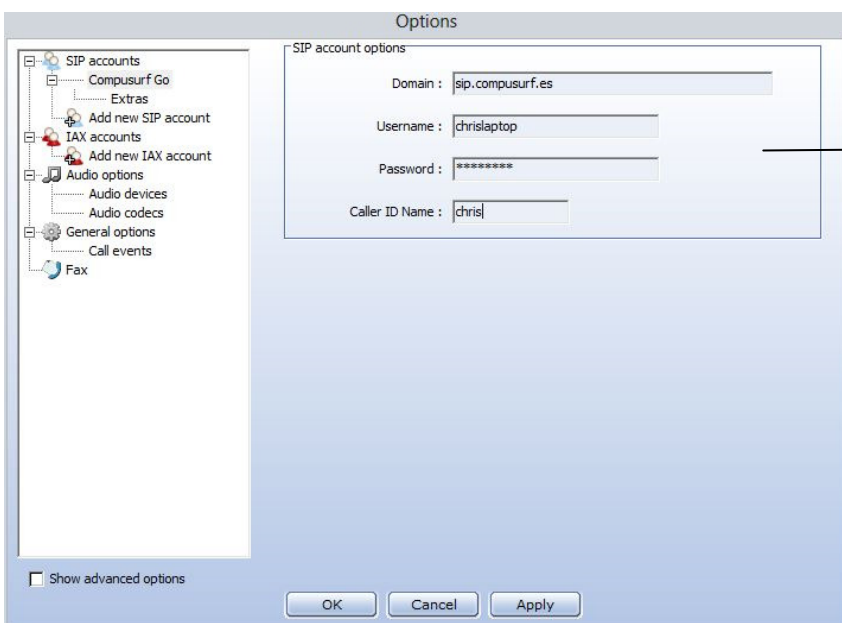 Options
SIP accounts
Compusurf Go
Extras
Add new SIP account
IAX accounts
Add new IAX account
Audio options
Audio devices
Audio codecs
General options
Call events
Fax
Show advanced options
SIP account options
Domain : sip.compusurf.es
Username : chrislaptop
Password : ********
Caller ID Name : chris
OK Cancel Apply